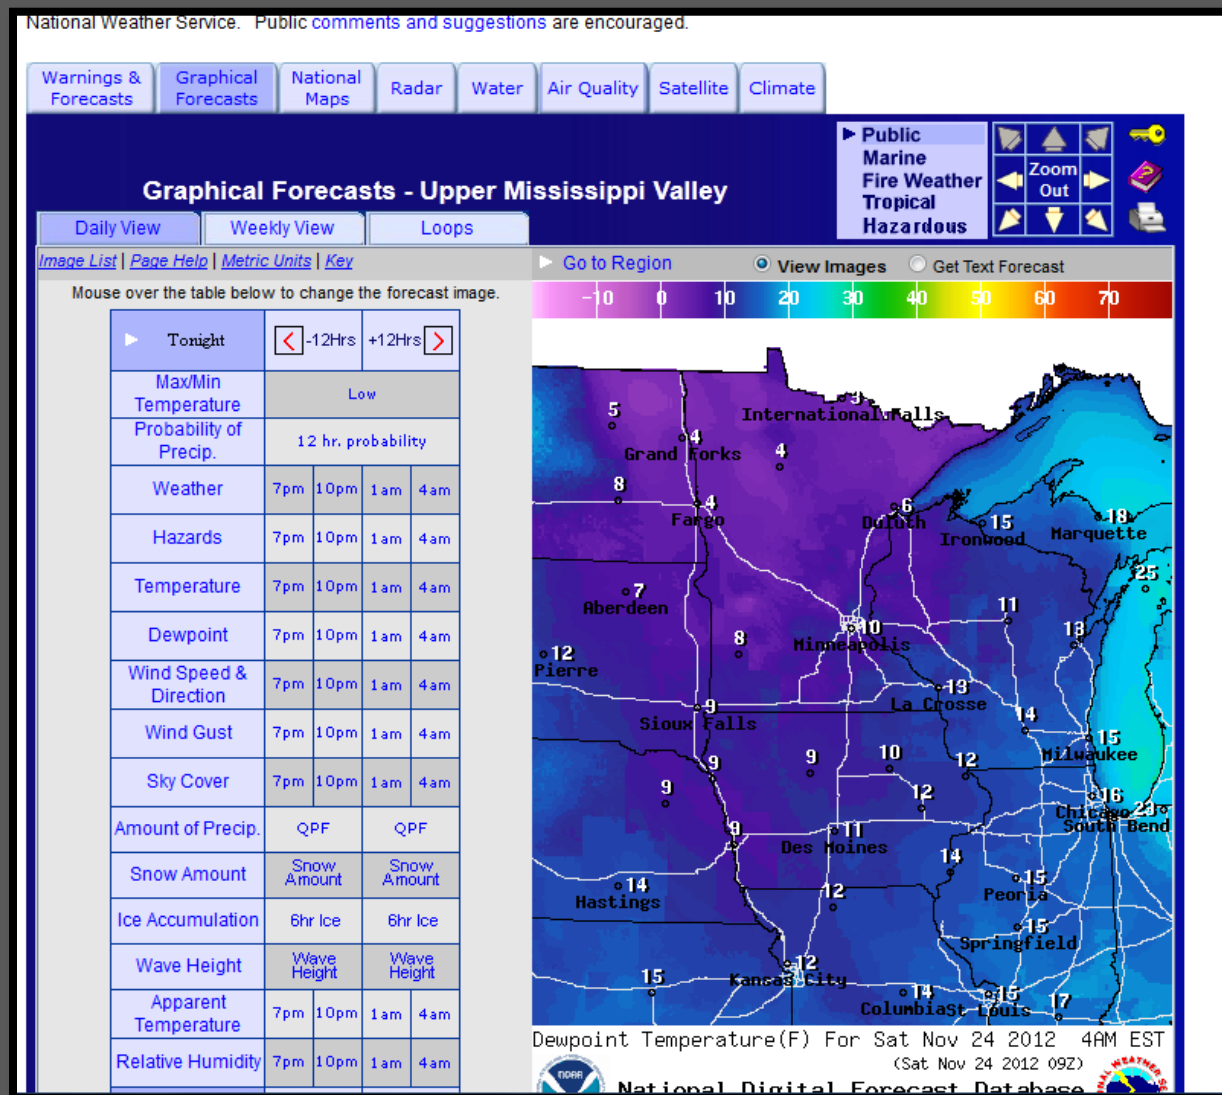 National Weather Service. Public comments and suggestions are encouraged.
Warnings & Forecasts
Graphical Forecasts
National Maps
Radar
Water
Air Quality
Satellite
Climate
Public
Marine
Fire Weather
Tropical
Hazardous
Zoom Out
Graphical Forecasts - Upper Mississippi Valley
Daily View
Weekly View
Loops
Image List | Page Help | Metric Units | Key
Go to Region
View Images
Get Text Forecast
Mouse over the table below to change the forecast image.
Tonight -12Hrs +12Hrs
Max/Min Temperature Low
Probability of Precip. 12 hr. probability
Weather 7pm 10pm 1am 4am
Hazards 7pm 10pm 1am 4am
Temperature 7pm 10pm 1am 4am
Dewpoint 7pm 10pm 1am 4am
Wind Speed & Direction 7pm 10pm 1am 4am
Wind Gust 7pm 10pm 1am 4am
Sky Cover 7pm 10pm 1am 4am
Amount of Precip. QPF QPF
Snow Amount Snow Amount Snow Amount
Ice Accumulation 6hr Ice 6hr Ice
Wave Height Wave Height Wave Height
Apparent Temperature 7pm 10pm 1am 4am
Relative Humidity 7pm 10pm 1am 4am
-10 0 10 20 30 40 50 60 70
5
International Falls
4
Grand Forks
4
8
4
Fargo
6
Duluth
15
Ironwood
18
Marquette
25
7
Aberdeen
11
10
Minneapolis
13
8
12
Pierre
13
La Crosse
9
Sioux Falls
14
15
Milwaukee
9
9
10
12
9
12
16
Chicago
23
South Bend
9
11
Des Moines
14
14
Hastings
12
15
Peoria
15
Springfield
12
Kansas City
15
14
Columbia
15
St Louis
17
Dewpoint Temperature(F) For Sat Nov 24 2012 4AM EST
(Sat Nov 24 2012 09Z)
NOAA
National Digital Forecast Database